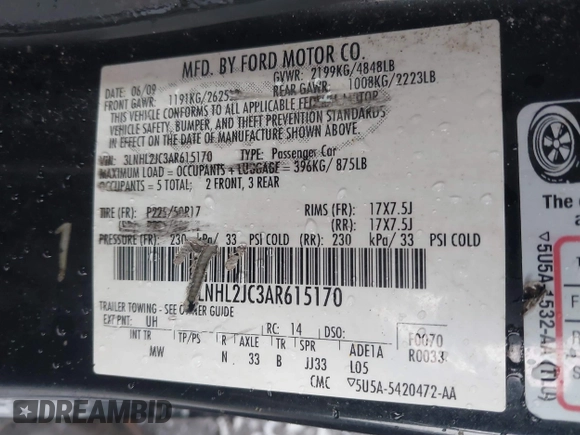 MFD. BY FORD MOTOR CO.
DATE: 06/09 GVWR: 2199KG/4848LB
FRONT GAWR: 1191KG/2625 REAR GAWR: 1008KG/2223LB
THIS VEHICLE CONFORMS TO ALL APPLICABLE FEDERAL MOTOR
VEHICLE SAFETY, BUMPER, AND THEFT PREVENTION STANDARDS
IN EFFECT ON THE DATE OF MANUFACTURE SHOWN ABOVE.
VIN: 3LNHL2JC3AR615170 TYPE: Passenger Car
MAXIMUM LOAD = OCCUPANTS + LUGGAGE = 396KG/ 875LB
OCCUPANTS = 5 TOTAL; 2 FRONT, 3 REAR
TIRE (FR): P225/50R17 RIMS (FR): 17X7.5J
(RR): 17X7.5J
PRESSURE (FR): 230 kPa/ 33 PSI COLD (RR): 230 kPa/ 33 PSI COLD
LNHL2JC3AR615170
TRAILER TOWING - SEE OWNER GUIDE
EXT PNT: UH RC: 14 DSO: F0070
R0033
INT TR TP/PS R AXLE TR SPR ADE1A
MW N 33 B JJ33 L05
CMC 5U5A-5420472-AA
1
The
5U5A-1532-AA (1LA)
DREAMBID